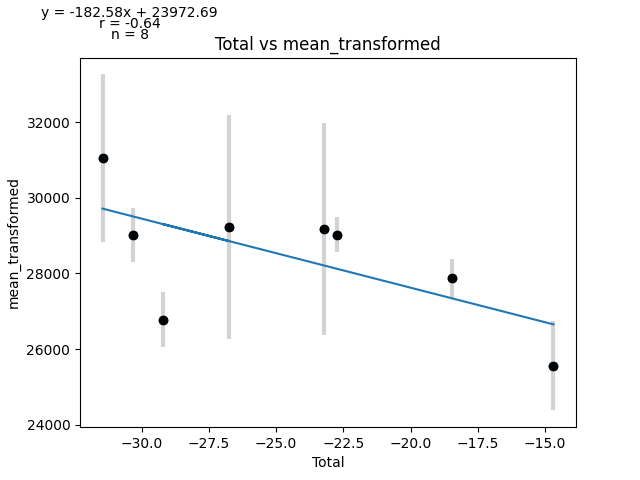 y = -182.58x + 23972.69
r = -0.64
n = 8
Total vs mean_transformed
mean_transformed
32000
30000
28000
26000
24000
−30.0 −27.5 −25.0 −22.5 −20.0 −17.5 −15.0
Total